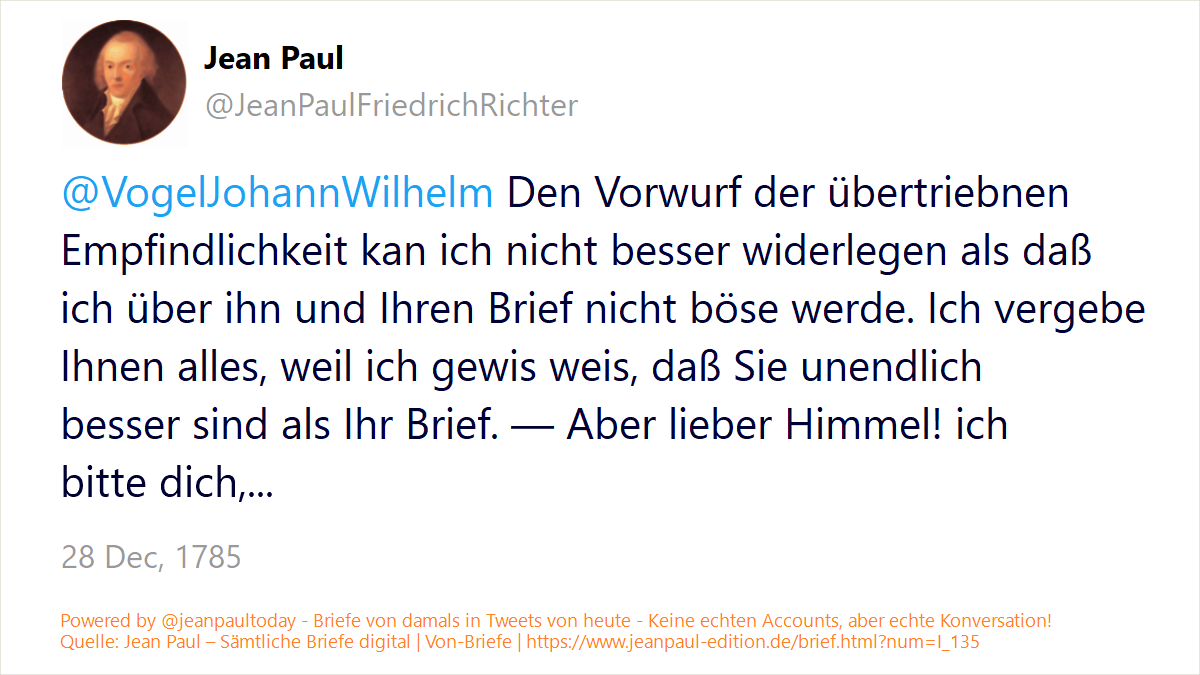 Jean Paul
@JeanPaulFriedrichRichter
@VogelJohannWilhelm Den Vorwurf der übertriebnen
Empfindlichkeit kan ich nicht besser widerlegen als daß
ich über ihn und Ihren Brief nicht böse werde. Ich vergebe
Ihnen alles, weil ich gewis weis, daß Sie unendlich
besser sind als Ihr Brief. — Aber lieber Himmel! ich
bitte dich,...
28 Dec, 1785
Powered by @jeanpaultoday - Briefe von damals in Tweets von heute - Keine echten Accounts, aber echte Konversation!
Quelle: Jean Paul – Sämtliche Briefe digital | Von-Briefe | https://www.jeanpaul-edition.de/brief.html?num=I_135